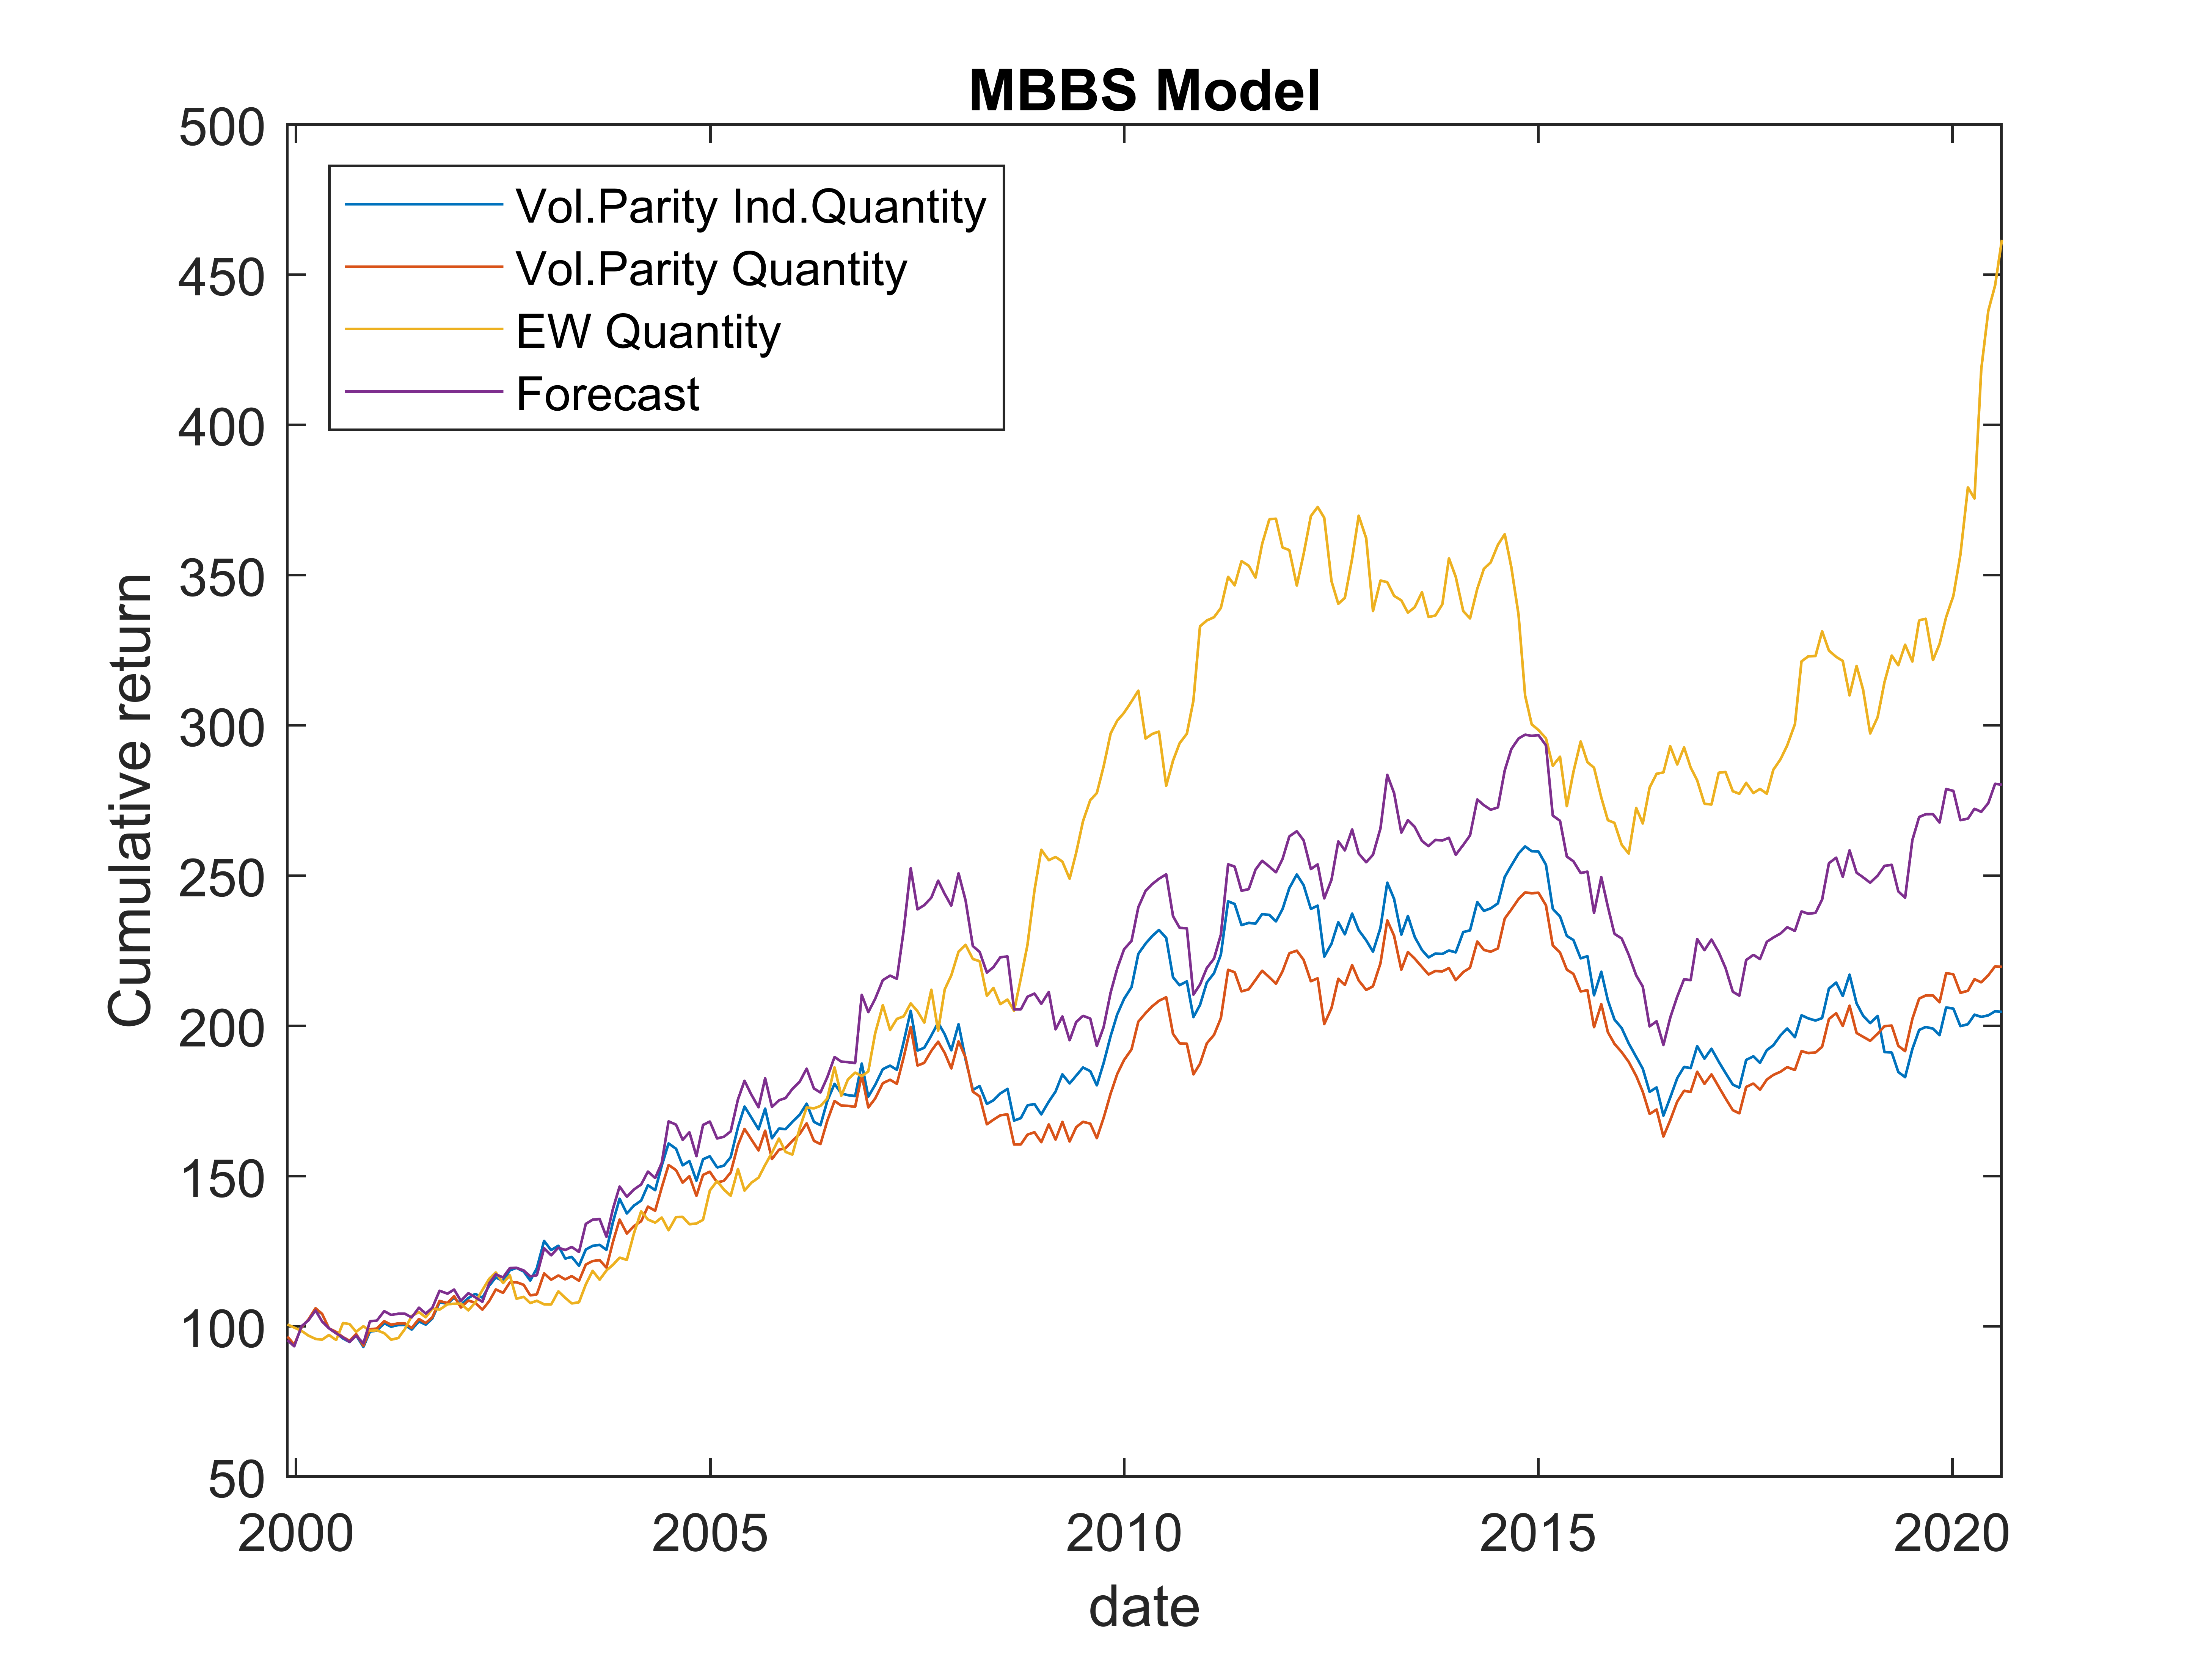 MBBS Model
500
450
400
350
300
250
200
150
100
50
Cumulative return
Vol.Parity Ind.Quantity
Vol.Parity Quantity
EW Quantity
Forecast
2000 2005 2010 2015 2020
date